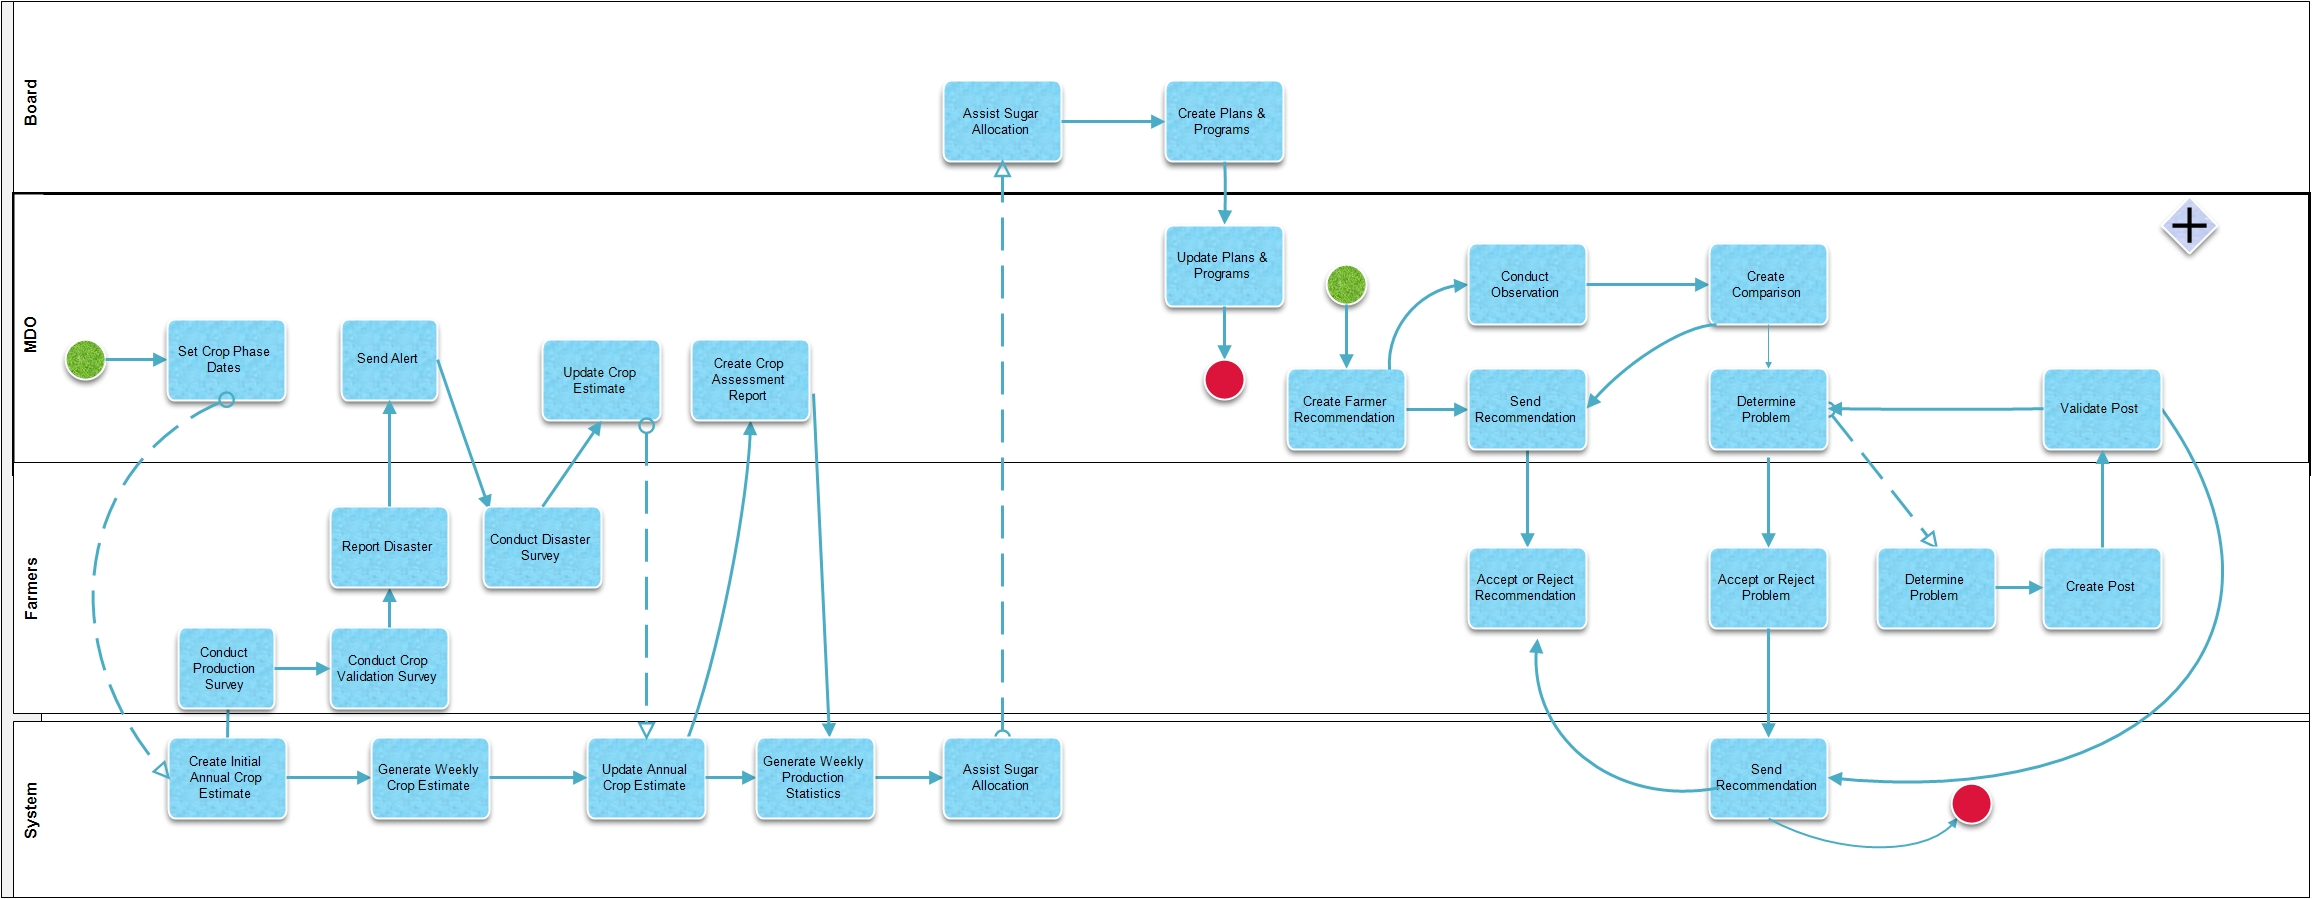 Board
Assist Sugar
Allocation
Create Plans &
Programs
MDO
Set Crop Phase
Dates
Send Alert
Update Crop
Estimate
Create Crop
Assessment
Report
Update Plans &
Programs
Create Farmer
Recommendation
Conduct
Observation
Send
Recommendation
Create
Comparison
Determine
Problem
Validate Post
Farmers
Conduct
Production
Survey
Report Disaster
Conduct Crop
Validation Survey
Conduct Disaster
Survey
Accept or Reject
Recommendation
Accept or Reject
Problem
Determine
Problem
Create Post
System
Create Initial
Annual Crop
Estimate
Generate Weekly
Crop Estimate
Update Annual
Crop Estimate
Generate Weekly
Production
Statistics
Assist Sugar
Allocation
Send
Recommendation